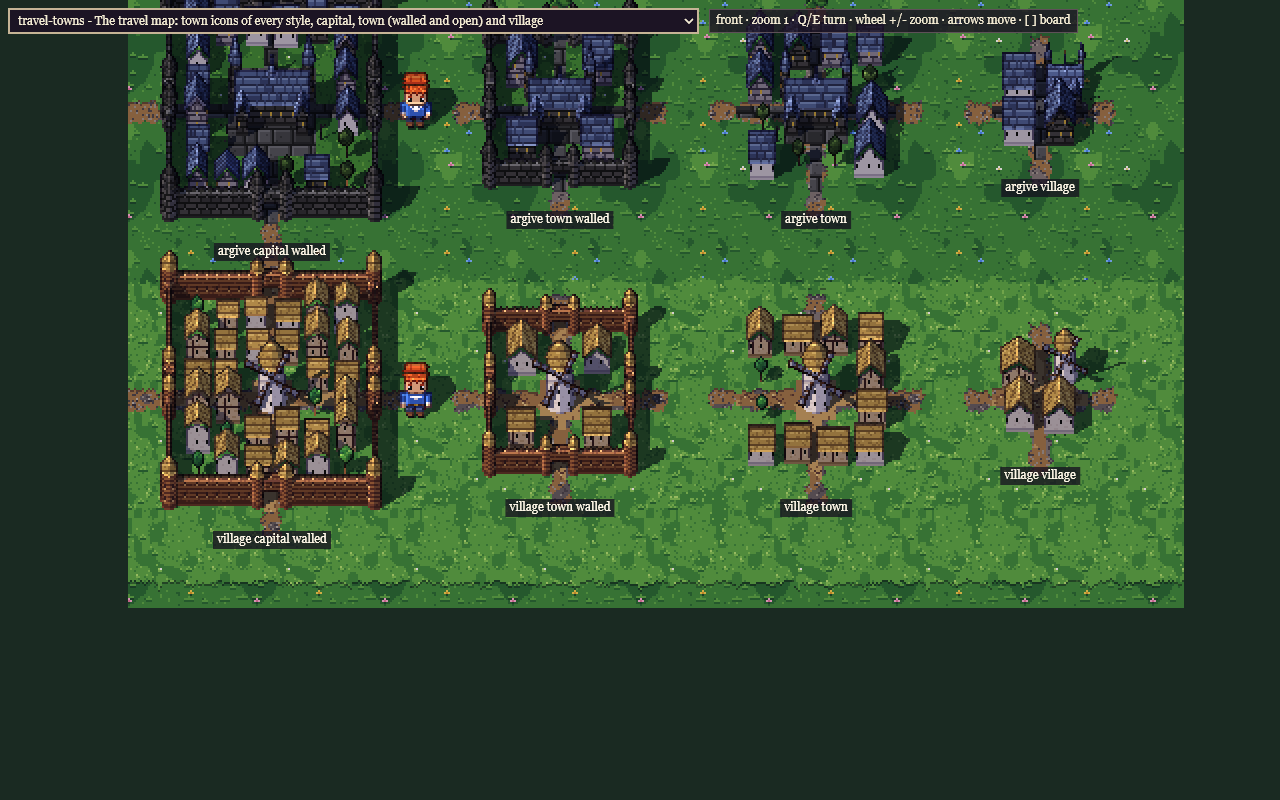 travel-towns - The travel map: town icons of every style, capital, town (walled and open) and village
front · zoom 1 · Q/E turn · wheel +/- zoom · arrows move · [ ] board
argive village
argive town walled
argive town
argive capital walled
village village
village town walled
village town
village capital walled